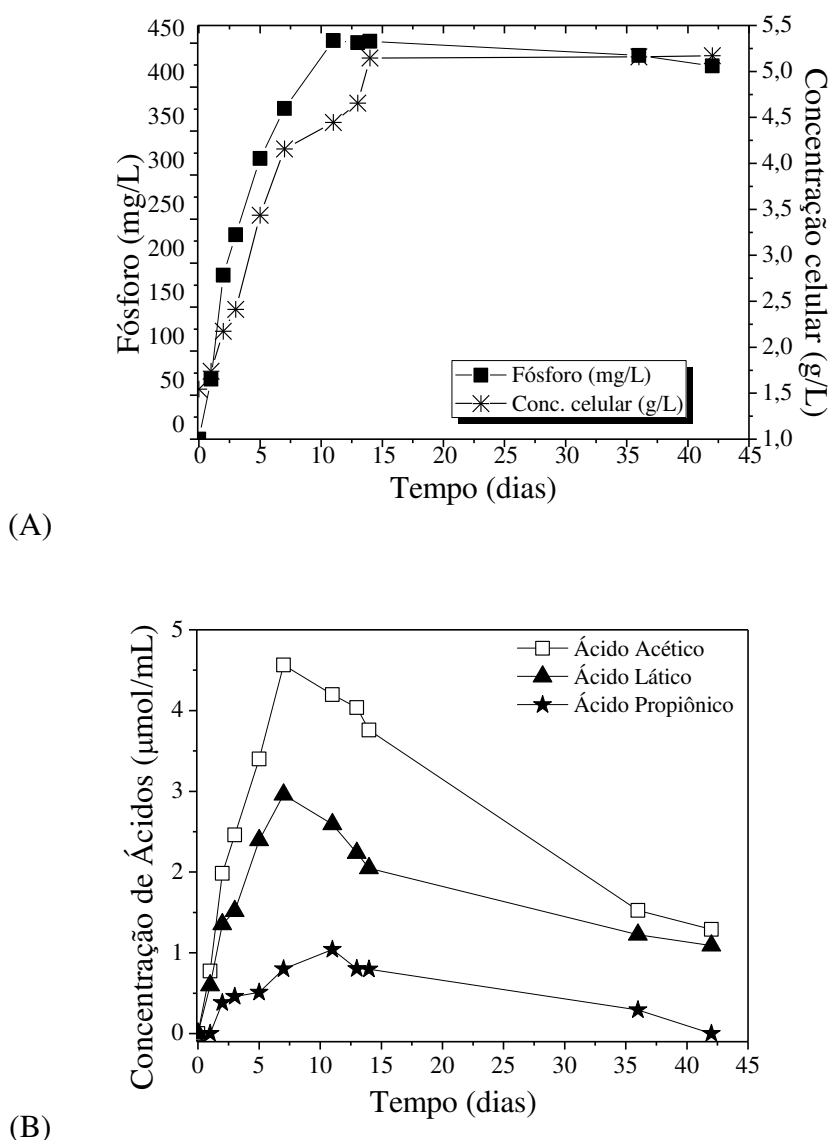 450
400
350
300
250
200
150
100
50
0
Fósforo (mg/L)
5,5
5,0
4,5
4,0
3,5
3,0
2,5
2,0
1,5
1,0
Concentração celular (g/L)
Fósforo (mg/L)
Conc. celular (g/L)
0 5 10 15 20 25 30 35 40 45
Tempo (dias)
(A)
5
4
3
2
1
0
Concentração de Ácidos (μmol/mL)
Ácido Acético
Ácido Lático
Ácido Propiônico
0 5 10 15 20 25 30 35 40 45
Tempo (dias)
(B)